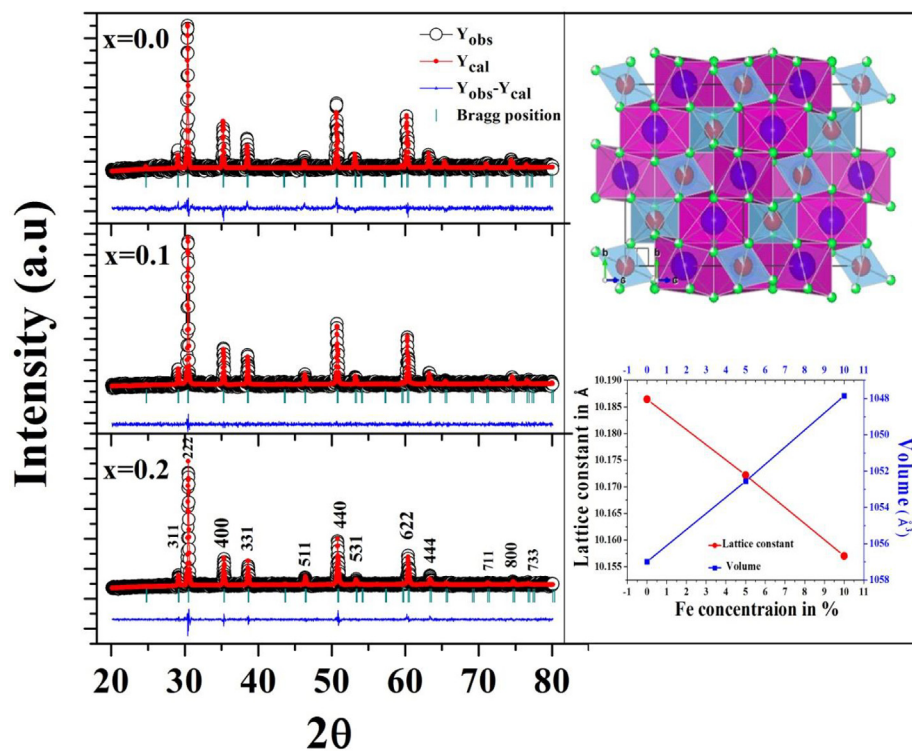 x=0.0
Yobs
Ycal
Yobs-Ycal
Bragg position
x=0.1
x=0.2
311
222
400
331
511
440
531
622
444
711
800
733
Intensity (a.u)
20 30 40 50 60 70 80
2θ
b
b
-1 0 1 2 3 4 5 6 7 8 9 10 11
10.190
10.185
10.180
10.175
10.170
10.165
10.160
10.155
Lattice constant in Å
1048
1050
1052
1054
1056
1058
Volume (Å³)
Lattice constant
Volume
-1 0 1 2 3 4 5 6 7 8 9 10 11
Fe concentraion in %